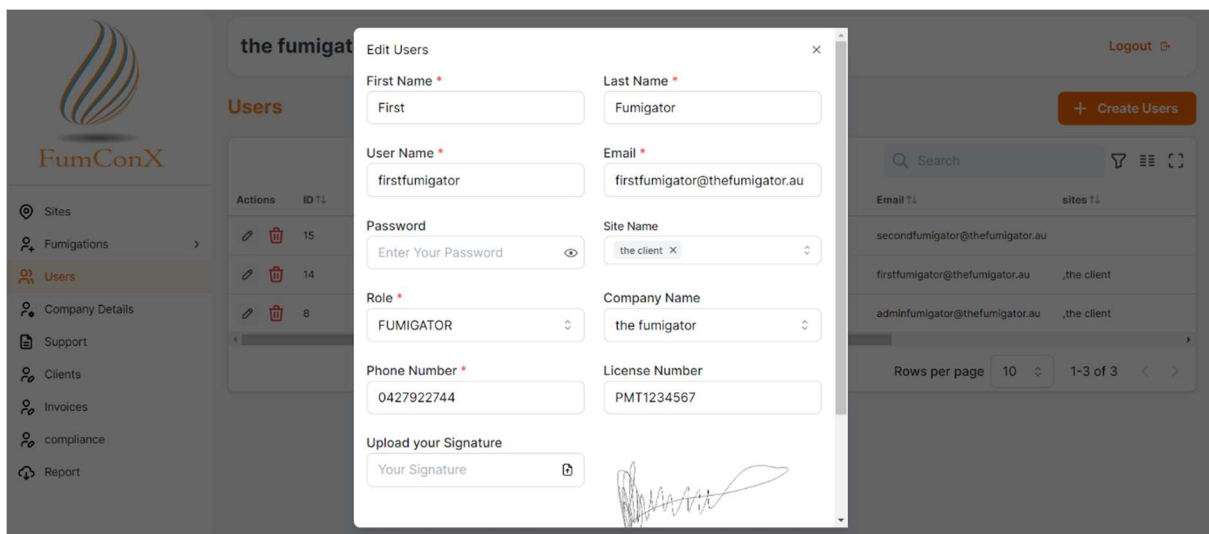 the fumigat
Logout
FumConX
Users
+ Create Users
Search
Sites
Fumigations
Users
Company Details
Support
Clients
Invoices
compliance
Report
Actions ID Email sites
15 secondfumigator@thefumigator.au
14 firstfumigator@thefumigator.au ,the client
8 adminfumigator@thefumigator.au ,the client
Rows per page 10 1-3 of 3
Edit Users
First Name * Last Name *
First Fumigator
User Name * Email *
firstfumigator firstfumigator@thefumigator.au
Password Site Name
Enter Your Password the client
Role * Company Name
FUMIGATOR the fumigator
Phone Number * License Number
0427922744 PMT1234567
Upload your Signature
Your Signature